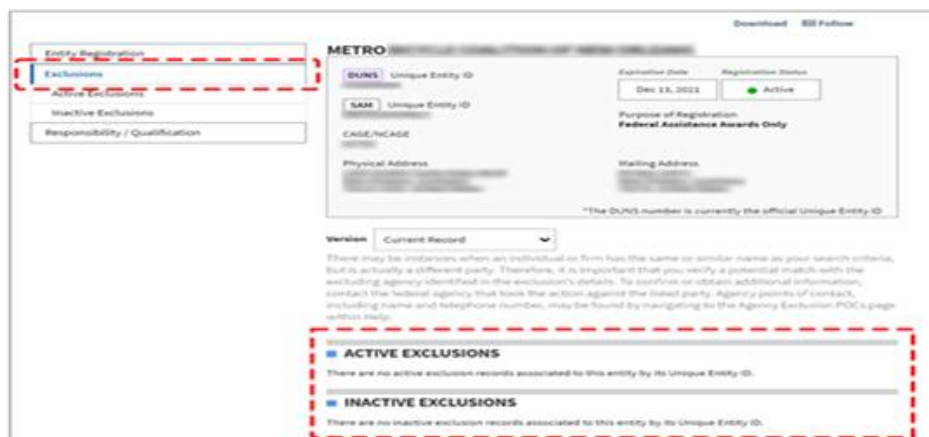 Download Follow
Entity Registration
Exclusions
Active Exclusions
Inactive Exclusions
Responsibility / Qualification
METRO
DUNS Unique Entity ID
SAM Unique Entity ID
CAGE/NCAGE
Physical Address
Expiration Date Registration Status
Dec 13, 2021 Active
Purpose of Registration
Federal Assistance Awards Only
Mailing Address
*The DUNS number is currently the official Unique Entity ID
Version Current Record
There may be instances when an individual or firm has the same or similar name as your search criteria,
but is actually a different party. Therefore, it is important that you verify a potential match with the
excluding agency identified in the exclusion's details. To confirm or obtain additional information,
contact the federal agency that took the action against the listed party. Agency points of contact,
including name and telephone number, may be found by navigating to the Agency Exclusion POCs page
within Help.
ACTIVE EXCLUSIONS
There are no active exclusion records associated to this entity by its Unique Entity ID.
INACTIVE EXCLUSIONS
There are no inactive exclusion records associated to this entity by its Unique Entity ID.